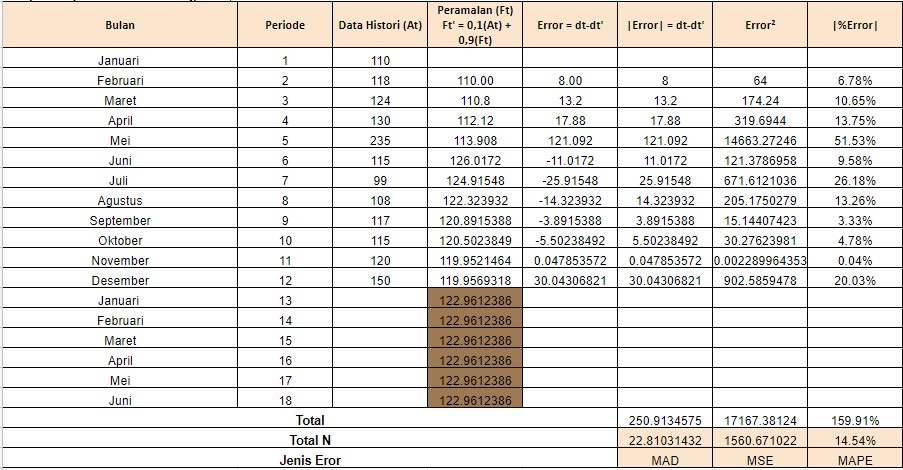 Bulan Periode Data Histori (At) Peramalan (Ft) Ft' = 0,1(At) + 0,9(Ft) Error = dt-dt' |Error| = dt-dt' Error² |%Error|
Januari 1 110
Februari 2 118 110.00 8.00 8 64 6.78%
Maret 3 124 110.8 13.2 13.2 174.24 10.65%
April 4 130 112.12 17.88 17.88 319.6944 13.75%
Mei 5 235 113.908 121.092 121.092 14663.27246 51.53%
Juni 6 115 126.0172 -11.0172 11.0172 121.3786958 9.58%
Juli 7 99 124.91548 -25.91548 25.91548 671.6121036 26.18%
Agustus 8 108 122.323932 -14.323932 14.323932 205.1750279 13.26%
September 9 117 120.8915388 -3.8915388 3.8915388 15.14407423 3.33%
Oktober 10 115 120.5023849 -5.50238492 5.50238492 30.27623981 4.78%
November 11 120 119.9521464 0.047853572 0.047853572 0.002289964353 0.04%
Desember 12 150 119.9569318 30.04306821 30.04306821 902.5859478 20.03%
Januari 13 122.9612386
Februari 14 122.9612386
Maret 15 122.9612386
April 16 122.9612386
Mei 17 122.9612386
Juni 18 122.9612386
Total 250.9134575 17167.38124 159.91%
Total N 22.81031432 1560.671022 14.54%
Jenis Eror MAD MSE MAPE